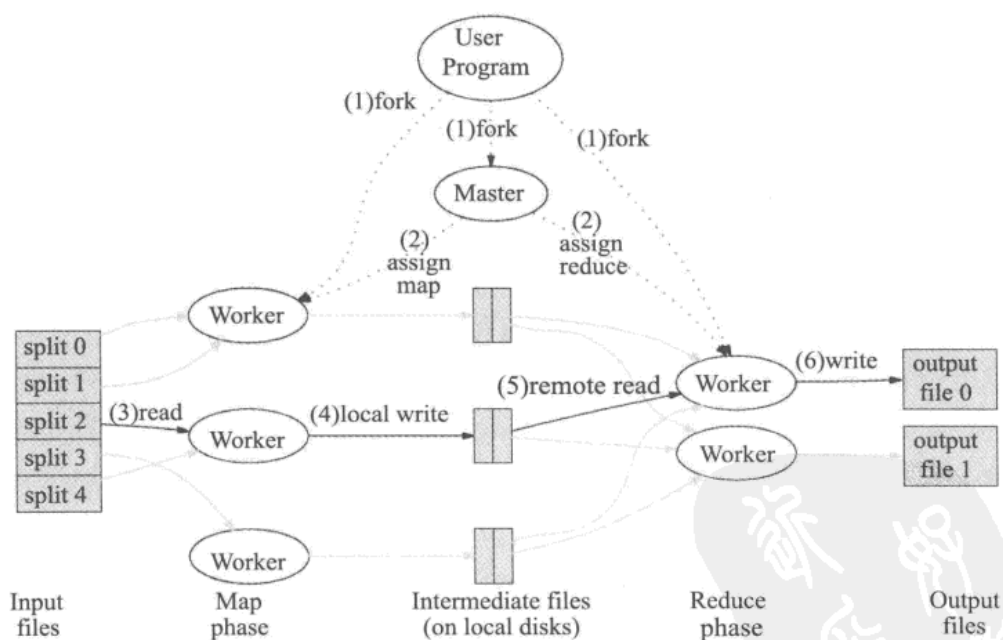 User
Program
(1)fork
(1)fork
(1)fork
Master
(2)
assign
map
(2)
assign
reduce
Worker
split 0
split 1
split 2
split 3
split 4
(3)read
Worker
(4)local write
(5)remote read
Worker
(6)write
output
file 0
Worker
output
file 1
Worker
Input
files
Map
phase
Intermediate files
(on local disks)
Reduce
phase
Output
files